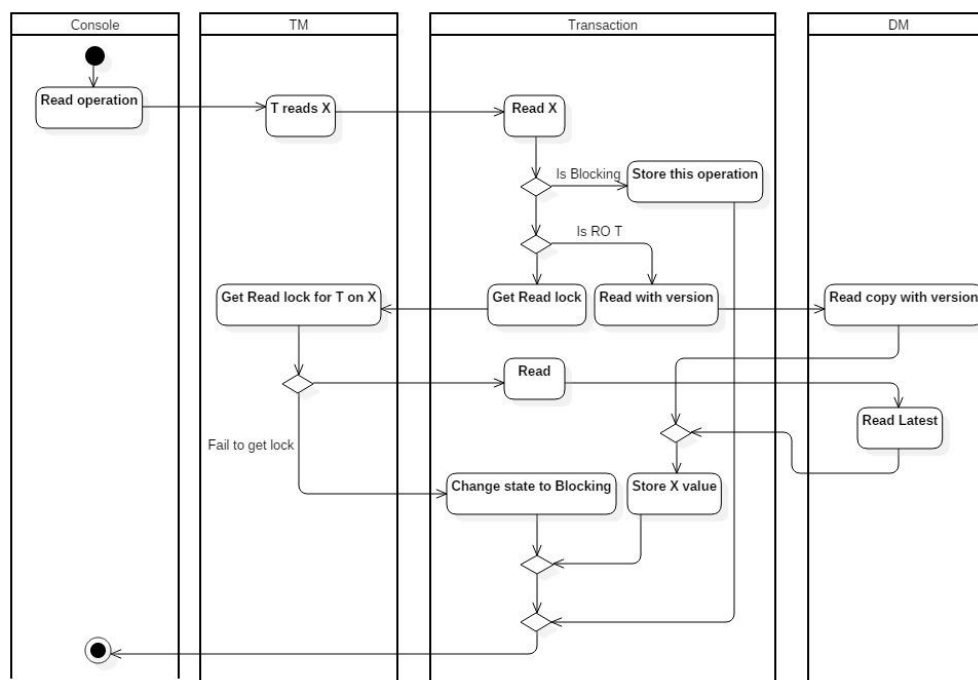 Console
TM
Transaction
DM
Read operation
T reads X
Read X
Is Blocking
Store this operation
Is RO T
Get Read lock for T on X
Get Read lock
Read with version
Read copy with version
Read
Read Latest
Fail to get lock
Change state to Blocking
Store X value